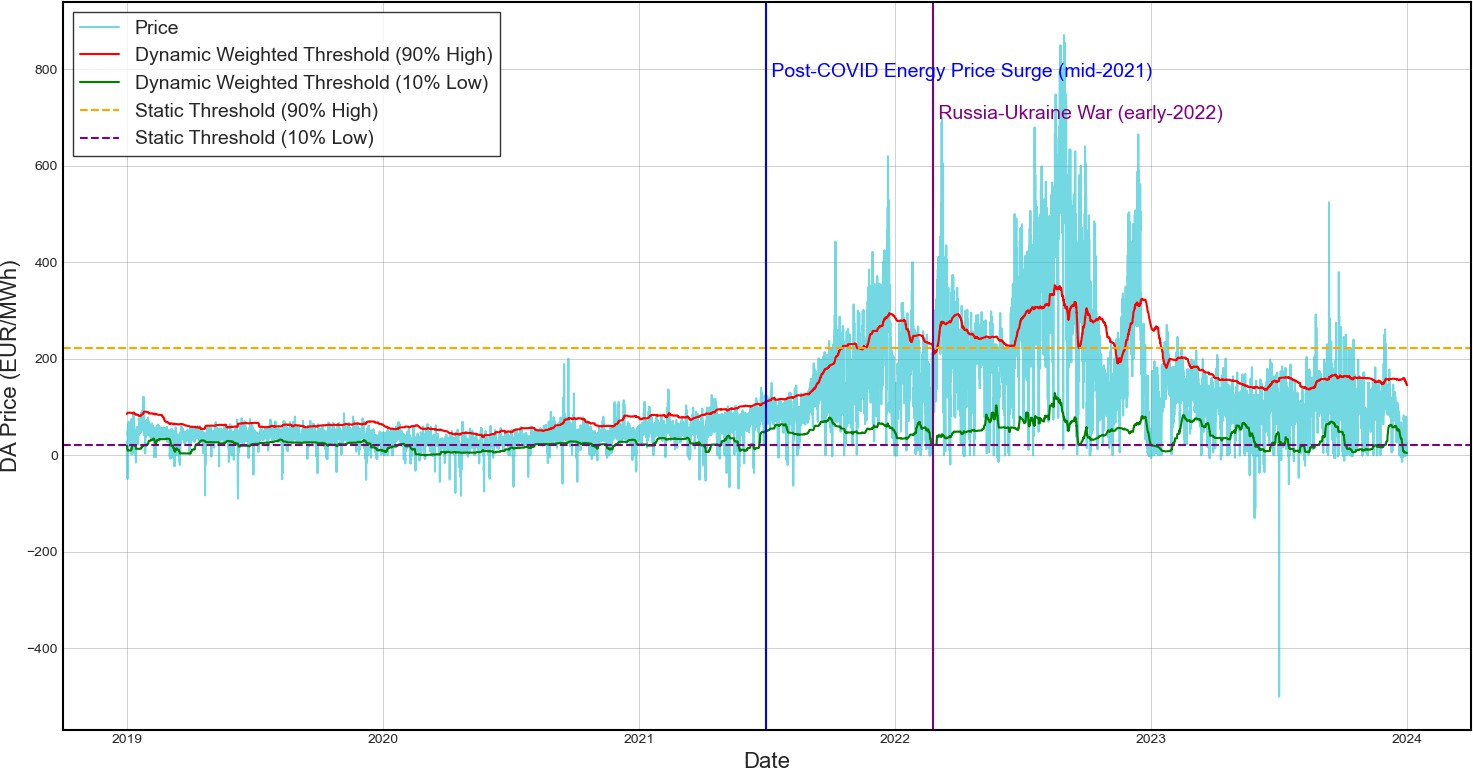 Price
Dynamic Weighted Threshold (90% High)
Dynamic Weighted Threshold (10% Low)
Static Threshold (90% High)
Static Threshold (10% Low)
Post-COVID Energy Price Surge (mid-2021)
Russia-Ukraine War (early-2022)
DA Price (EUR/MWh)
800
600
400
200
0
−200
−400
2019 2020 2021 2022 2023 2024
Date